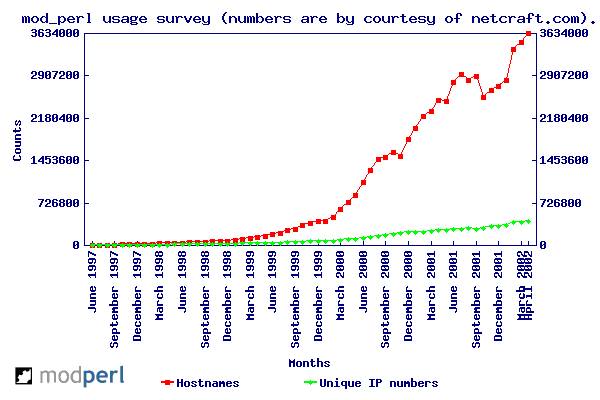 mod_perl usage survey (numbers are by courtesy of netcraft.com).
3634000 3634000
2907200 2907200
2180400 2180400
1453600 1453600
726800 726800
0 0
Counts
June 1997
September 1997
December 1997
March 1998
June 1998
September 1998
December 1998
March 1999
June 1999
September 1999
December 1999
March 2000
June 2000
September 2000
December 2000
March 2001
June 2001
September 2001
December 2001
March 2002
April 2002
Months
modperl
Hostnames Unique IP numbers